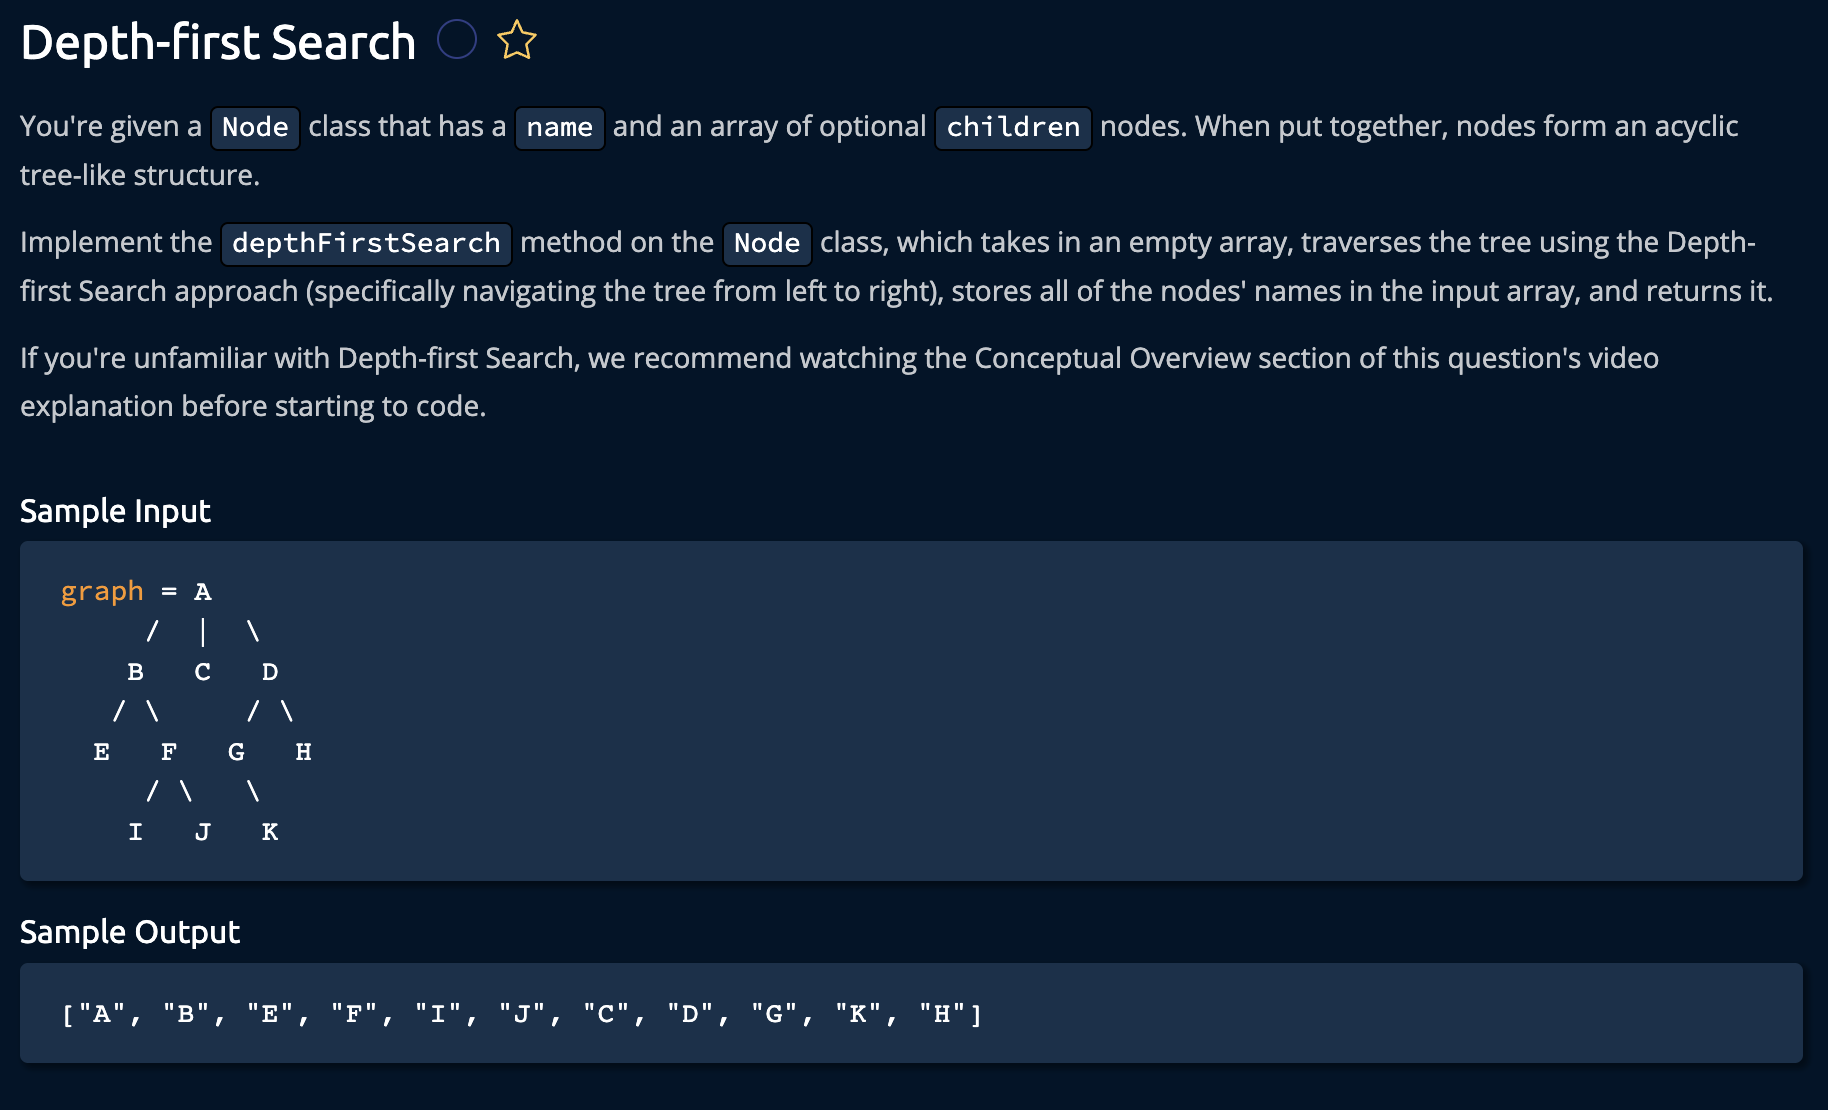 Depth-first Search
You're given a Node class that has a name and an array of optional children nodes. When put together, nodes form an acyclic
tree-like structure.
Implement the depthFirstSearch method on the Node class, which takes in an empty array, traverses the tree using the Depth-
first Search approach (specifically navigating the tree from left to right), stores all of the nodes' names in the input array, and returns it.
If you're unfamiliar with Depth-first Search, we recommend watching the Conceptual Overview section of this question's video
explanation before starting to code.
Sample Input
graph = A
     /  |  \
    B   C   D
   / \     / \
  E   F   G   H
     / \   \
    I   J   K
Sample Output
["A", "B", "E", "F", "I", "J", "C", "D", "G", "K", "H"]